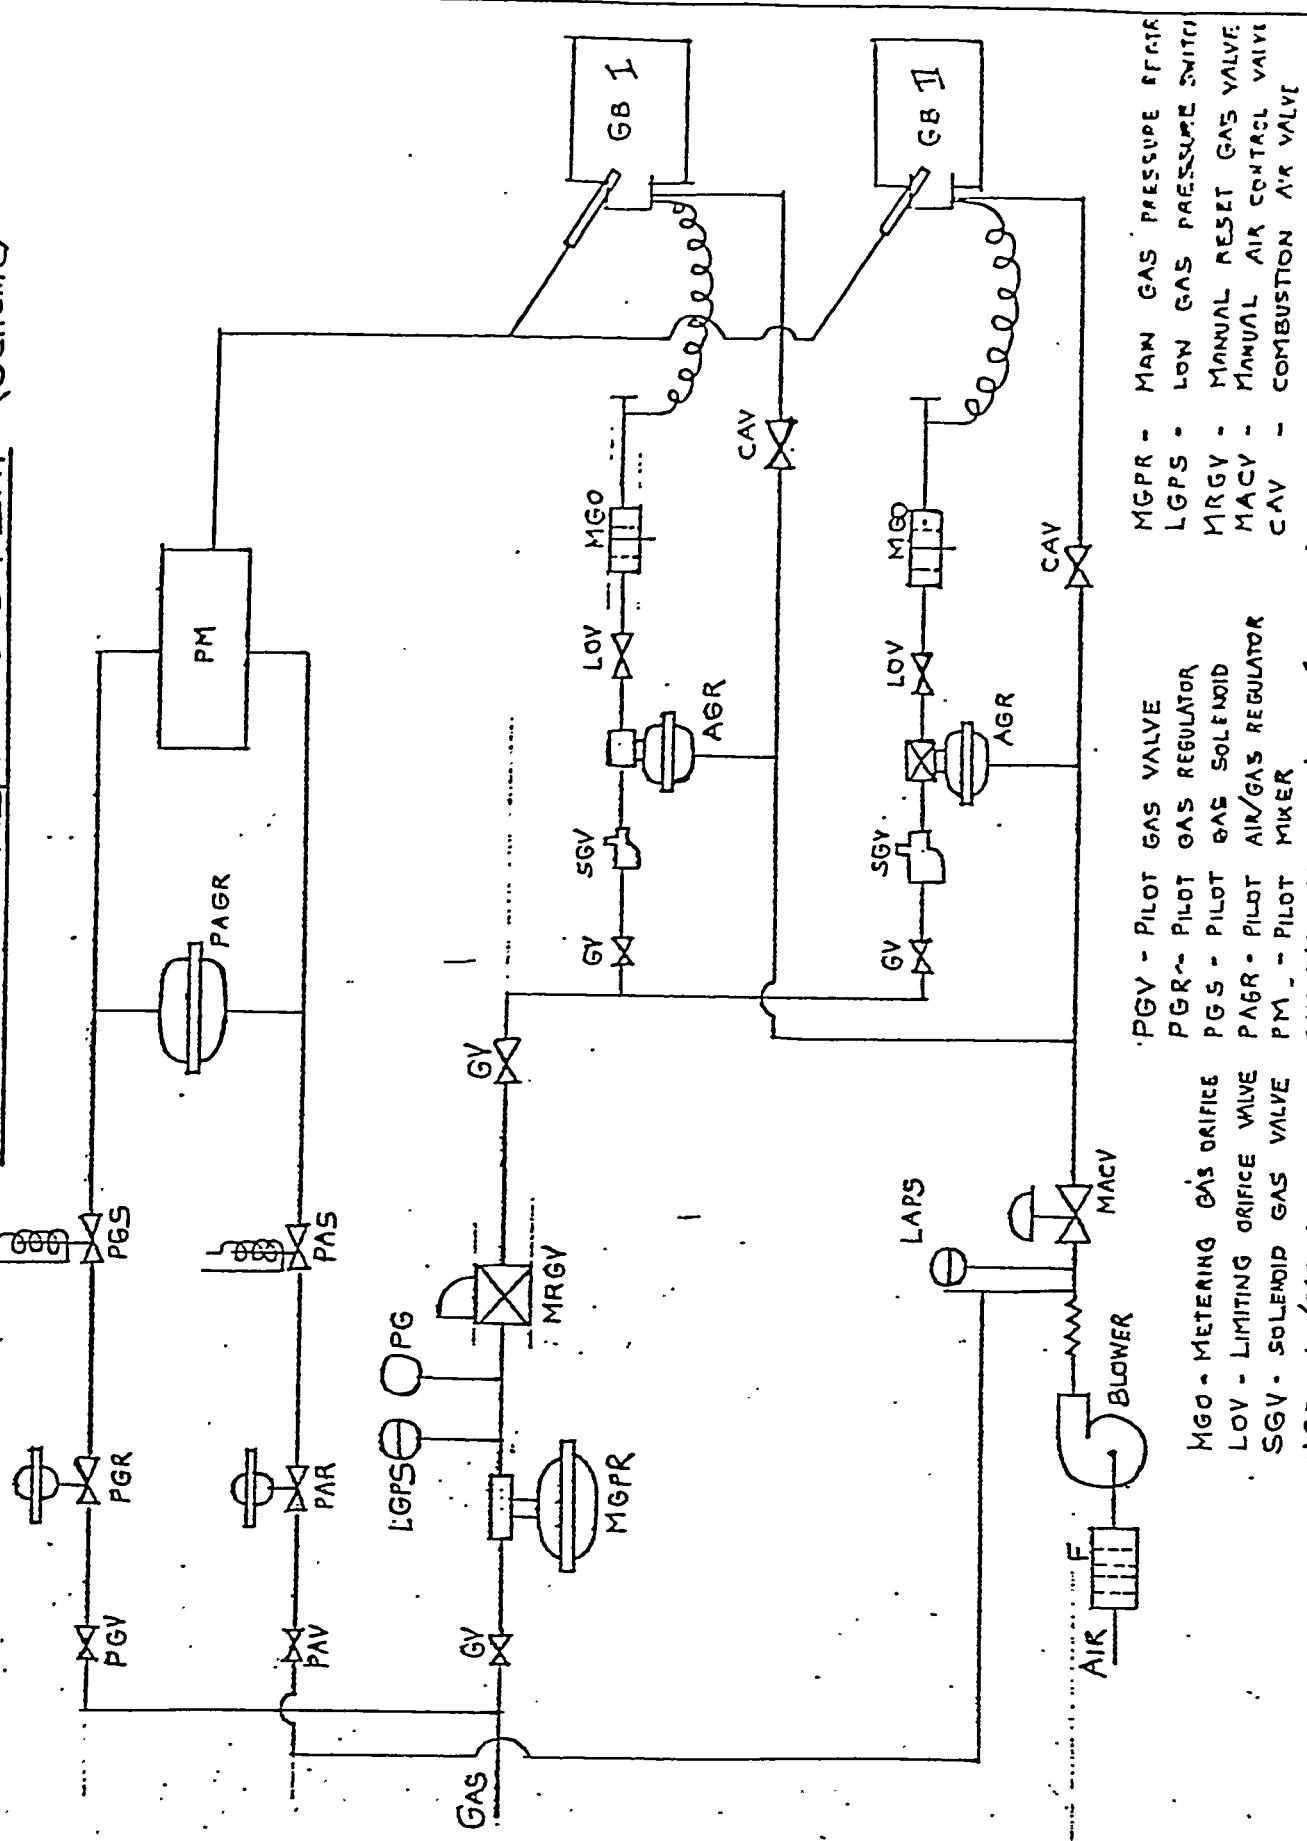 PGV
PGR
PGS
PAGR
PM
PAV
PAR
PAS
GAS
GV
MGPR
LGPS
PG
MRGV
GV
GV
SGV
AGR
LOV
MGO
CAV
GB I
GV
SGV
AGR
LOV
MGO
CAV
GB II
AIR
F
BLOWER
LAPS
MACV
MGO - METERING GAS ORIFICE
LOV - LIMITING ORIFICE VALVE
SGV - SOLENOID GAS VALVE
PGV - PILOT GAS VALVE
PGR - PILOT GAS REGULATOR
PGS - PILOT GAS SOLENOID
PAGR - PILOT AIR/GAS REGULATOR
PM - PILOT MIXER
MGPR - MAIN GAS PRESSURE
LGPS - LOW GAS PRESSURE SWITCH
MRGV - MANUAL RESET GAS VALVE
MACV - MANUAL AIR CONTROL VALVE
CAV - COMBUSTION AIR VALVE